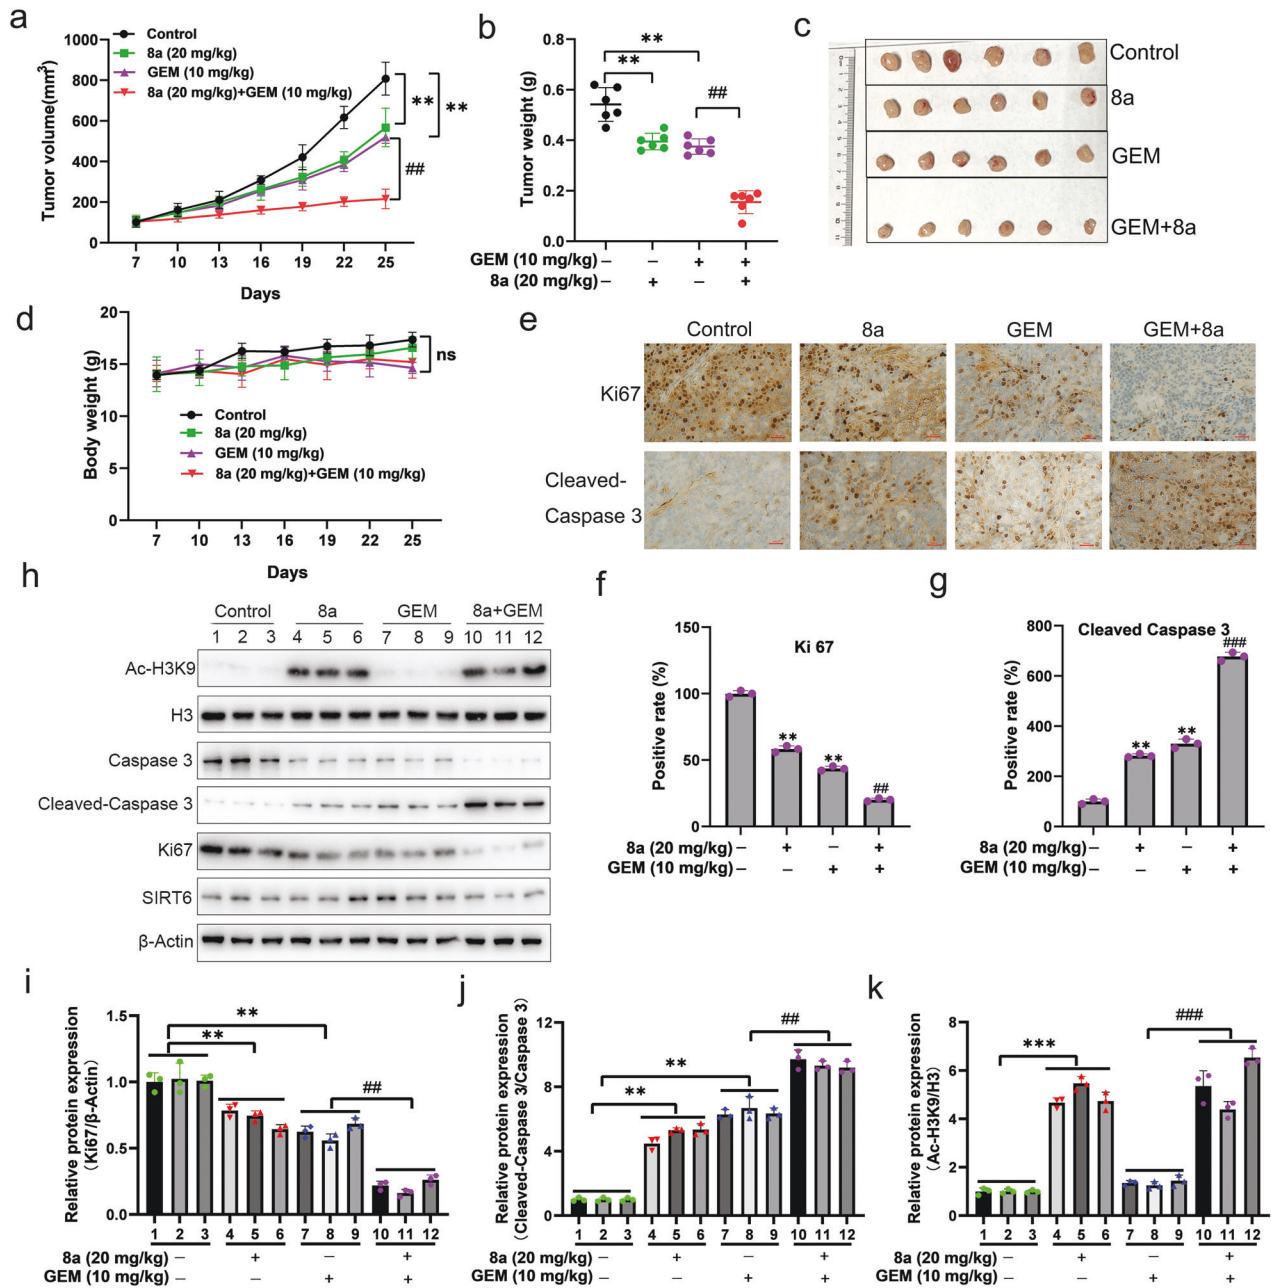 a
Control
8a (20 mg/kg)
GEM (10 mg/kg)
8a (20 mg/kg)+GEM (10 mg/kg)
Tumor volume(mm³)
1000
800
600
400
200
0
** **
##
7 10 13 16 19 22 25
Days
b
Tumor weight (g)
0.8
0.6
0.4
0.2
0.0
**
**
##
GEM (10 mg/kg) – – + +
8a (20 mg/kg) – + – +
c
Control
8a
GEM
GEM+8a
d
Body weight (g)
20
15
10
5
0
ns
Control
8a (20 mg/kg)
GEM (10 mg/kg)
8a (20 mg/kg)+GEM (10 mg/kg)
7 10 13 16 19 22 25
Days
e
Control 8a GEM GEM+8a
Ki67
Cleaved-
Caspase 3
h
Control 8a GEM 8a+GEM
1 2 3 4 5 6 7 8 9 10 11 12
Ac-H3K9
H3
Caspase 3
Cleaved-Caspase 3
Ki67
SIRT6
β-Actin
f
Ki 67
Positive rate (%)
150
100
50
0
** ** ##
8a (20 mg/kg) – + – +
GEM (10 mg/kg) – – + +
g
Cleaved Caspase 3
Positive rate (%)
800
600
400
200
0
** ** ###
8a (20 mg/kg) – + – +
GEM (10 mg/kg) – – + +
i
Relative protein expression
(Ki67/β-Actin)
1.5
1.0
0.5
0.0
**
**
##
1 2 3 4 5 6 7 8 9 10 11 12
8a (20 mg/kg) – + – +
GEM (10 mg/kg) – – + +
j
Relative protein expression
(Cleaved-Caspase 3/Caspase 3)
12
8
4
0
##
**
**
1 2 3 4 5 6 7 8 9 10 11 12
8a (20 mg/kg) – + – +
GEM (10 mg/kg) – – + +
k
Relative protein expression
(Ac-H3K9/H3)
8
6
4
2
0
***
###
1 2 3 4 5 6 7 8 9 10 11 12
8a (20 mg/kg) – + – +
GEM (10 mg/kg) – – + +